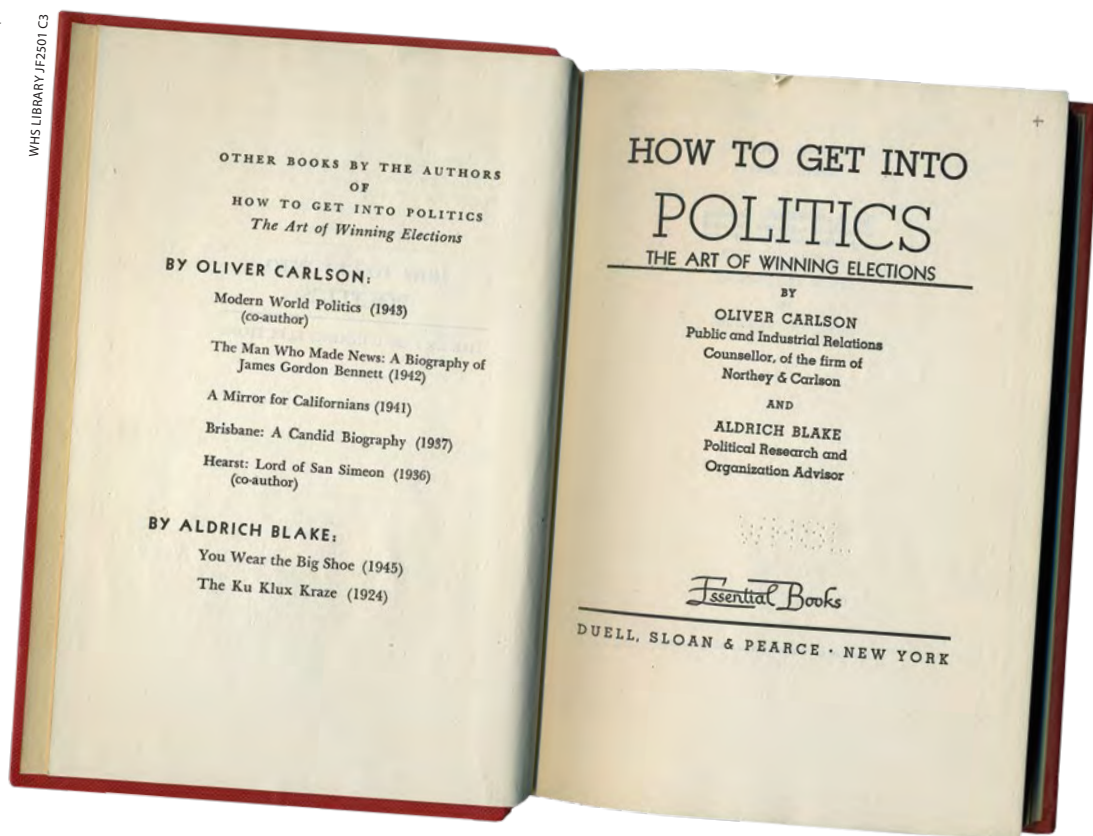 WHS LIBRARY JF2501 C3
OTHER BOOKS BY THE AUTHORS
OF
HOW TO GET INTO POLITICS
The Art of Winning Elections
BY OLIVER CARLSON:
Modern World Politics (1943)
(co-author)
The Man Who Made News: A Biography of
James Gordon Bennett (1942)
A Mirror for Californians (1941)
Brisbane: A Candid Biography (1937)
Hearst: Lord of San Simeon (1936)
(co-author)
BY ALDRICH BLAKE:
You Wear the Big Shoe (1945)
The Ku Klux Kraze (1924)
HOW TO GET INTO
POLITICS
THE ART OF WINNING ELECTIONS
BY
OLIVER CARLSON
Public and Industrial Relations
Counsellor, of the firm of
Northey & Carlson
AND
ALDRICH BLAKE
Political Research and
Organization Advisor
Essential Books
DUELL, SLOAN & PEARCE · NEW YORK